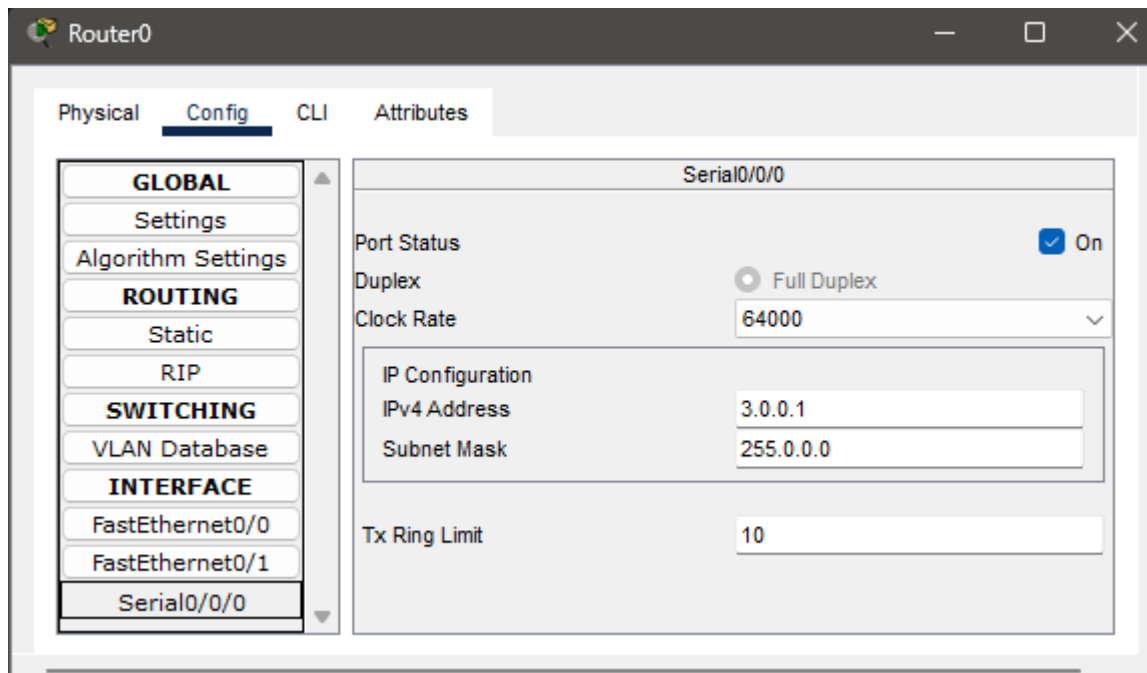 Router0
Physical Config CLI Attributes
GLOBAL
Settings
Algorithm Settings
ROUTING
Static
RIP
SWITCHING
VLAN Database
INTERFACE
FastEthernet0/0
FastEthernet0/1
Serial0/0/0
Serial0/0/0
Port Status On
Duplex Full Duplex
Clock Rate 64000
IP Configuration
IPv4 Address 3.0.0.1
Subnet Mask 255.0.0.0
Tx Ring Limit 10